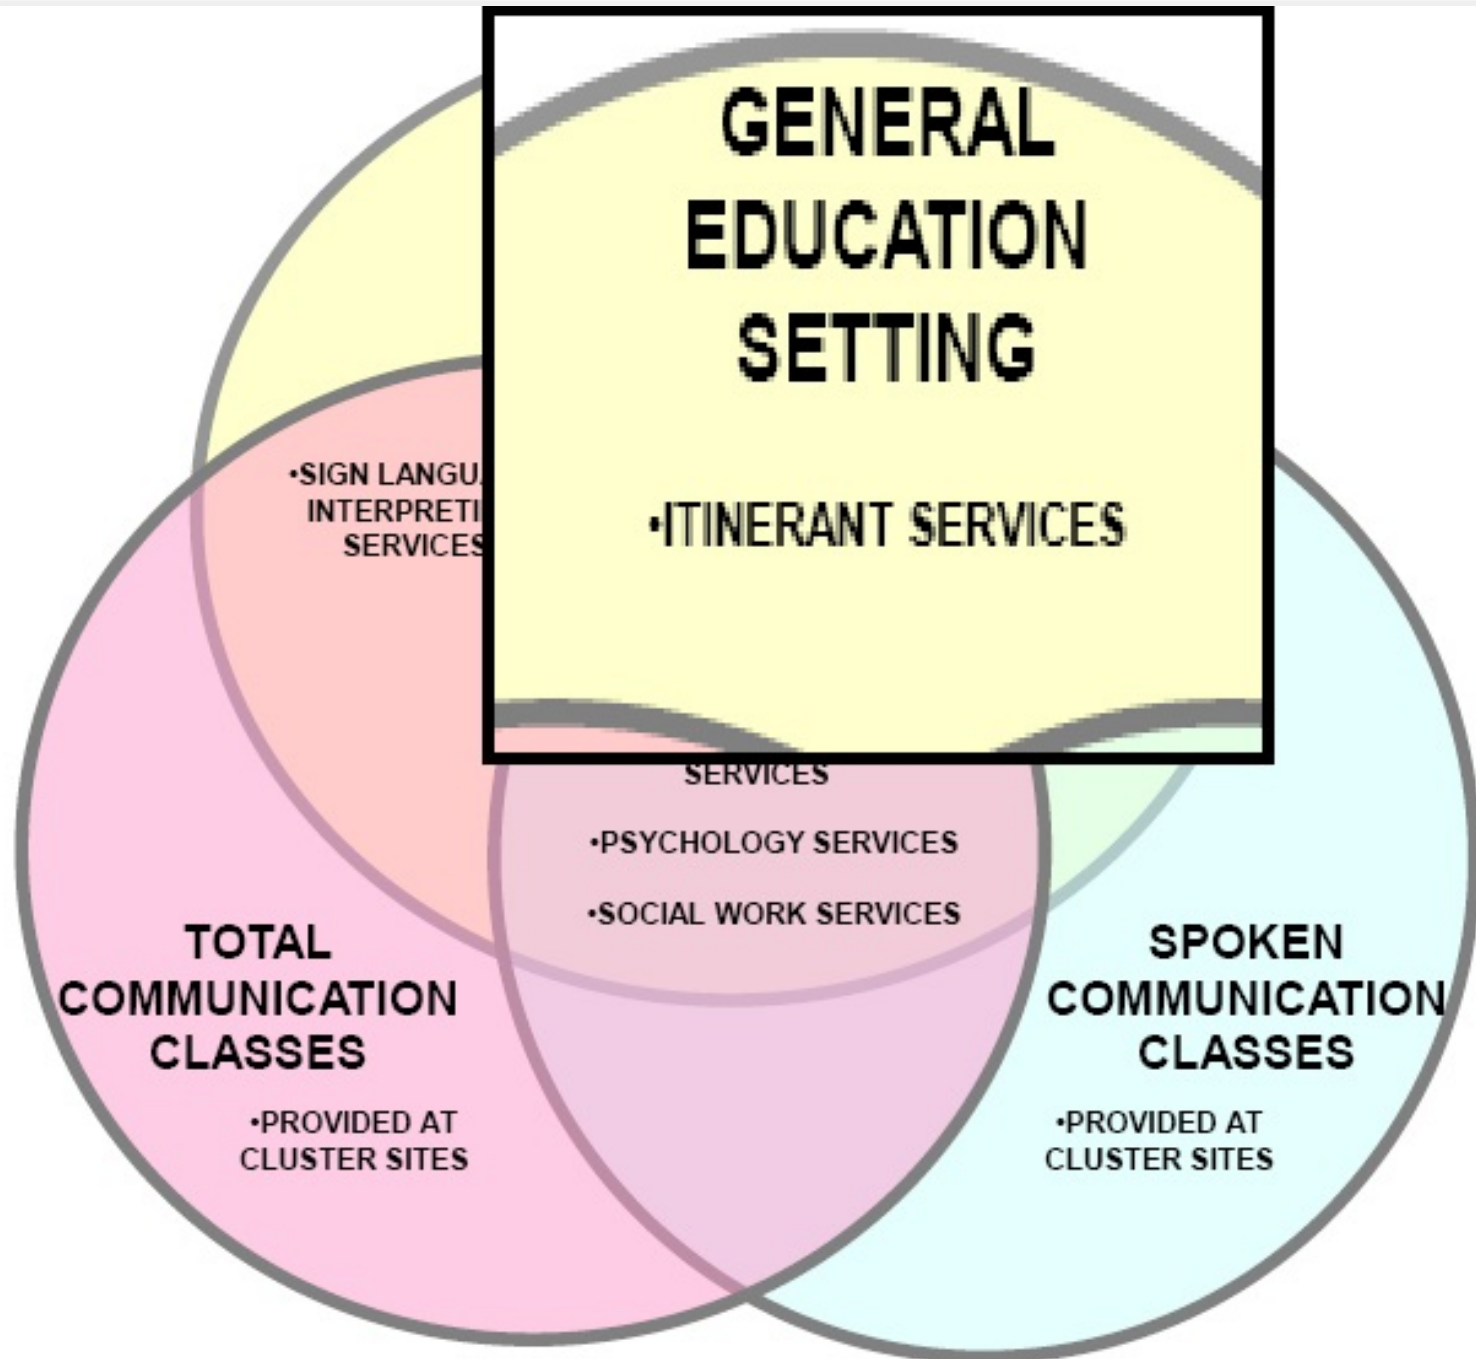 GENERAL
EDUCATION
SETTING
•ITINERANT SERVICES
•SIGN
INTERPRETI
SERVICES
SERVICES
•PSYCHOLOGY SERVICES
•SOCIAL WORK SERVICES
TOTAL
COMMUNICATION
CLASSES
•PROVIDED AT
CLUSTER SITES
SPOKEN
COMMUNICATION
CLASSES
•PROVIDED AT
CLUSTER SITES